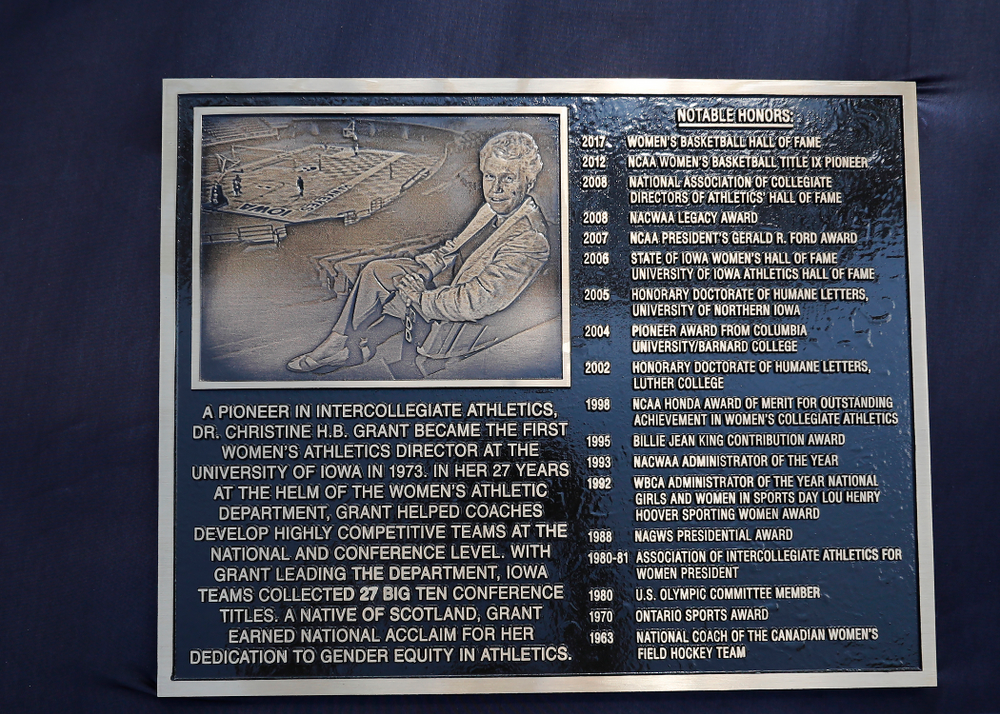 IOWA
A PIONEER IN INTERCOLLEGIATE ATHLETICS,
DR. CHRISTINE H.B. GRANT BECAME THE FIRST
WOMEN'S ATHLETICS DIRECTOR AT THE
UNIVERSITY OF IOWA IN 1973. IN HER 27 YEARS
AT THE HELM OF THE WOMEN'S ATHLETIC
DEPARTMENT, GRANT HELPED COACHES
DEVELOP HIGHLY COMPETITIVE TEAMS AT THE
NATIONAL AND CONFERENCE LEVEL. WITH
GRANT LEADING THE DEPARTMENT, IOWA
TEAMS COLLECTED 27 BIG TEN CONFERENCE
TITLES. A NATIVE OF SCOTLAND, GRANT
EARNED NATIONAL ACCLAIM FOR HER
DEDICATION TO GENDER EQUITY IN ATHLETICS.
NOTABLE HONORS:
2017 WOMEN'S BASKETBALL HALL OF FAME
2012 NCAA WOMEN'S BASKETBALL TITLE IX PIONEER
2008 NATIONAL ASSOCIATION OF COLLEGIATE
DIRECTORS OF ATHLETICS' HALL OF FAME
2008 NACWAA LEGACY AWARD
2007 NCAA PRESIDENT'S GERALD R. FORD AWARD
2006 STATE OF IOWA WOMEN'S HALL OF FAME
UNIVERSITY OF IOWA ATHLETICS HALL OF FAME
2005 HONORARY DOCTORATE OF HUMANE LETTERS,
UNIVERSITY OF NORTHERN IOWA
2004 PIONEER AWARD FROM COLUMBIA
UNIVERSITY/BARNARD COLLEGE
2002 HONORARY DOCTORATE OF HUMANE LETTERS,
LUTHER COLLEGE
1998 NCAA HONDA AWARD OF MERIT FOR OUTSTANDING
ACHIEVEMENT IN WOMEN'S COLLEGIATE ATHLETICS
1995 BILLIE JEAN KING CONTRIBUTION AWARD
1993 NACWAA ADMINISTRATOR OF THE YEAR
1992 WBCA ADMINISTRATOR OF THE YEAR NATIONAL
GIRLS AND WOMEN IN SPORTS DAY LOU HENRY
HOOVER SPORTING WOMEN AWARD
1988 NAGWS PRESIDENTIAL AWARD
1980-81 ASSOCIATION OF INTERCOLLEGIATE ATHLETICS FOR
WOMEN PRESIDENT
1980 U.S. OLYMPIC COMMITTEE MEMBER
1970 ONTARIO SPORTS AWARD
1963 NATIONAL COACH OF THE CANADIAN WOMEN'S
FIELD HOCKEY TEAM